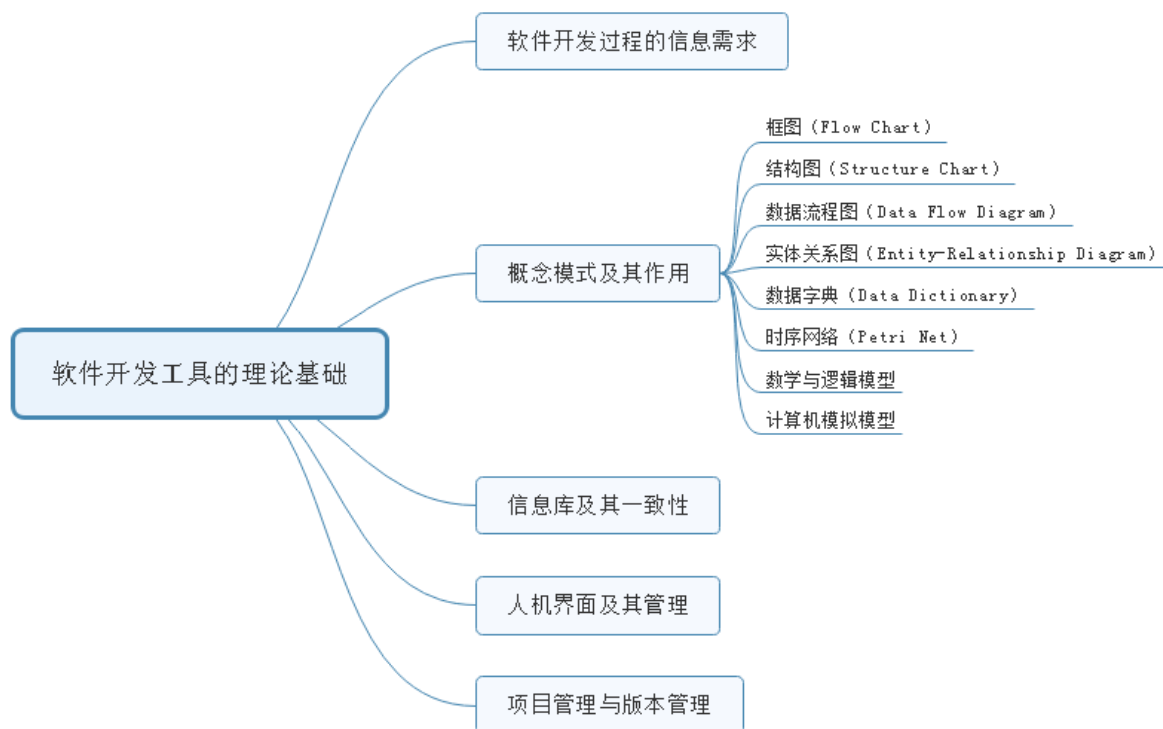 软件开发工具的理论基础
软件开发过程的信息需求
概念模式及其作用
框图（Flow Chart）
结构图（Structure Chart）
数据流程图（Data Flow Diagram）
实体关系图（Entity-Relationship Diagram）
数据字典（Data Dictionary）
时序网络（Petri Net）
数学与逻辑模型
计算机模拟模型
信息库及其一致性
人机界面及其管理
项目管理与版本管理